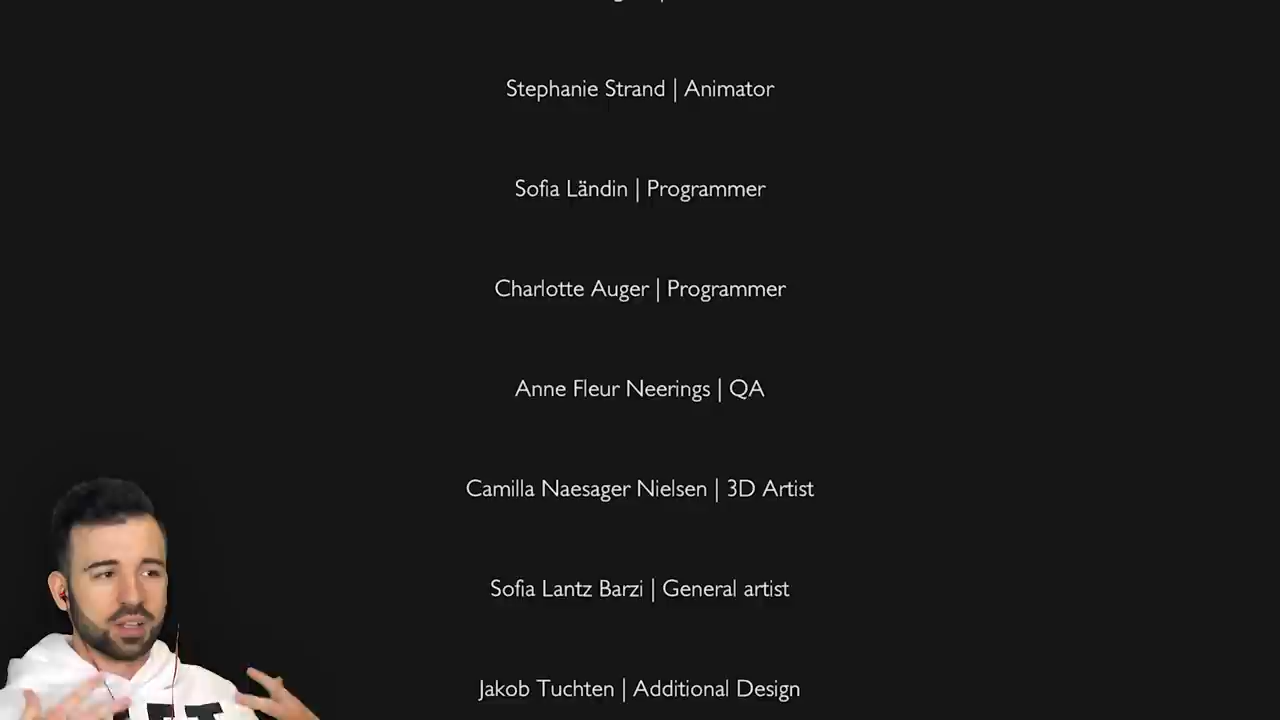 Stephanie Strand | Animator
Sofia Ländin | Programmer
Charlotte Auger | Programmer
Anne Fleur Neerings | QA
Camilla Naesager Nielsen | 3D Artist
Sofia Lantz Barzi | General artist
Jakob Tuchten | Additional Design